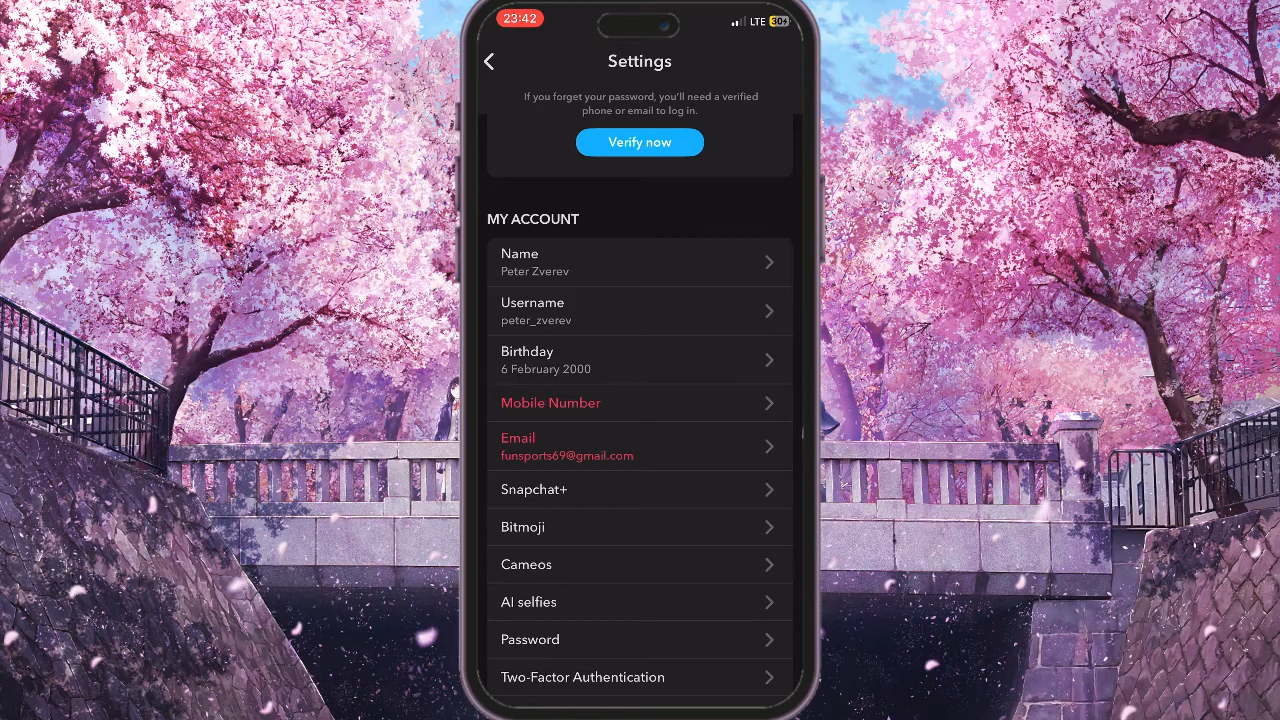 23:42
LTE 30
Settings
If you forget your password, you'll need a verified
phone or email to log in.
Verify now
MY ACCOUNT
Name
Peter Zverev
Username
peter_zverev
Birthday
6 February 2000
Mobile Number
Email
funsports69@gmail.com
Snapchat+
Bitmoji
Cameos
AI selfies
Password
Two-Factor Authentication